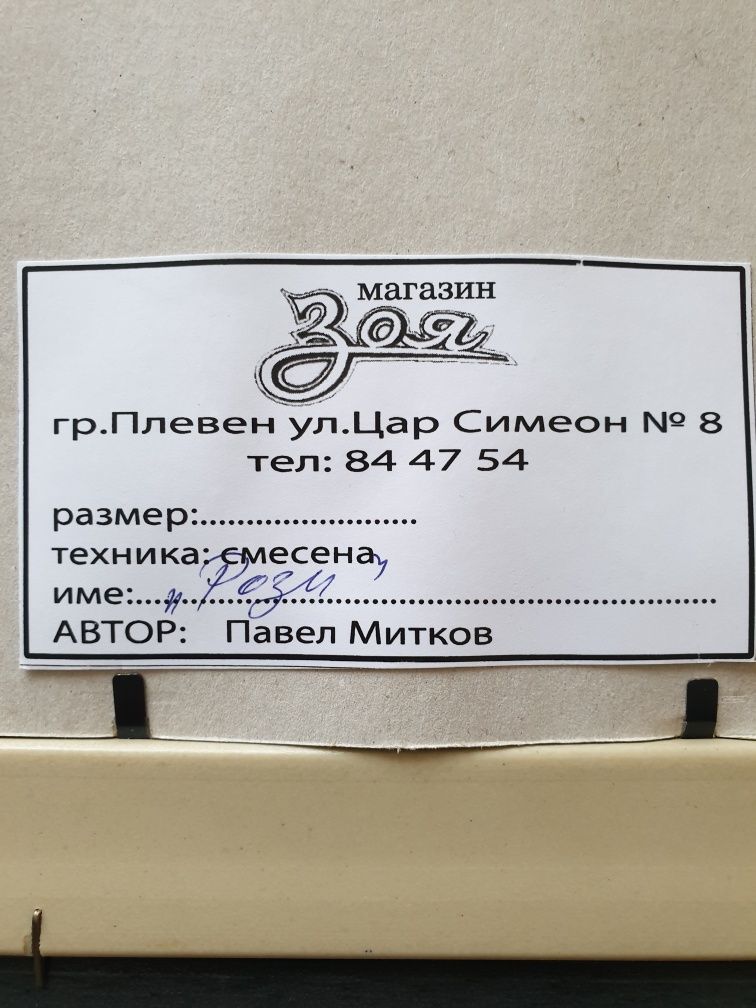 магазин
Зоя
гр.Плевен ул.Цар Симеон № 8
тел: 84 47 54
размер:........................
техника: смесена
име:....„Рози"................................................
АВТОР: Павел Митков